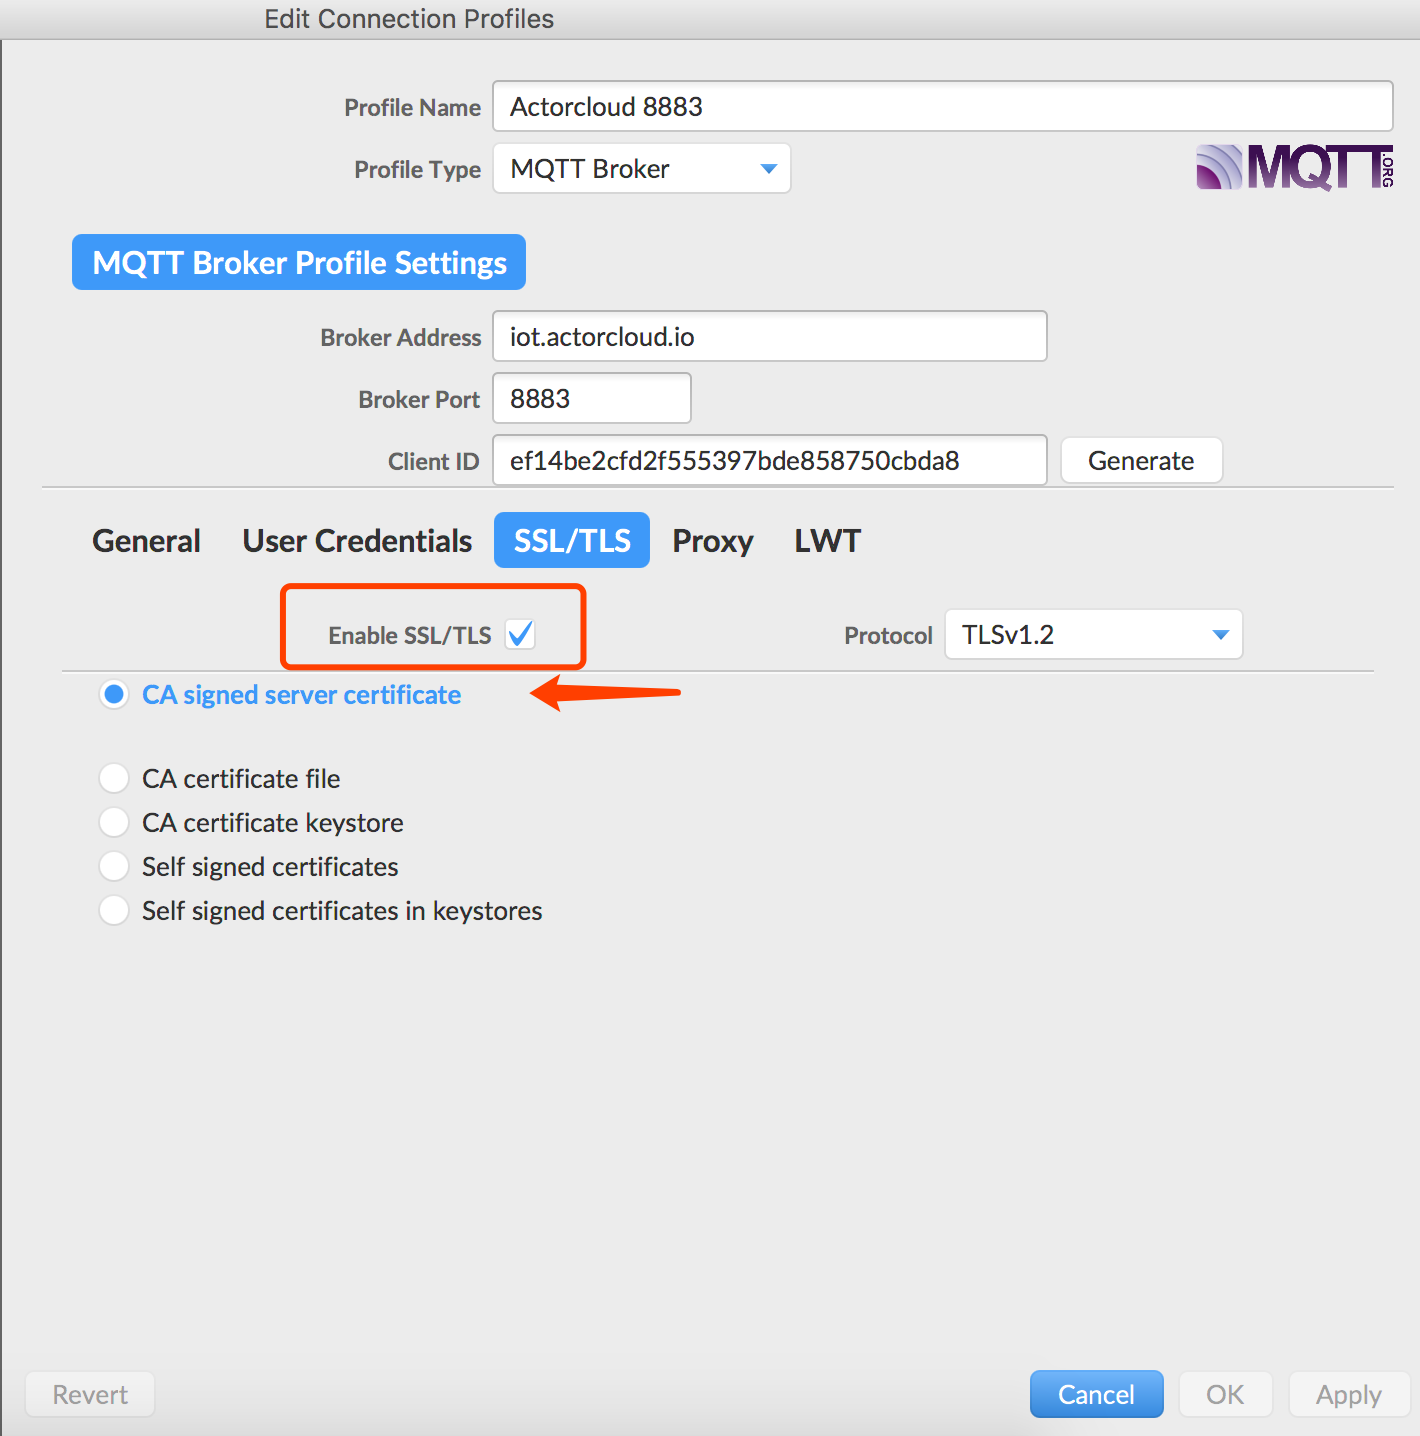 Edit Connection Profiles
Profile Name Actorcloud 8883
Profile Type MQTT Broker
MQTT.ORG
MQTT Broker Profile Settings
Broker Address iot.actorcloud.io
Broker Port 8883
Client ID ef14be2cfd2f555397bde858750cbda8 Generate
General User Credentials SSL/TLS Proxy LWT
Enable SSL/TLS Protocol TLSv1.2
CA signed server certificate
CA certificate file
CA certificate keystore
Self signed certificates
Self signed certificates in keystores
Revert Cancel OK Apply